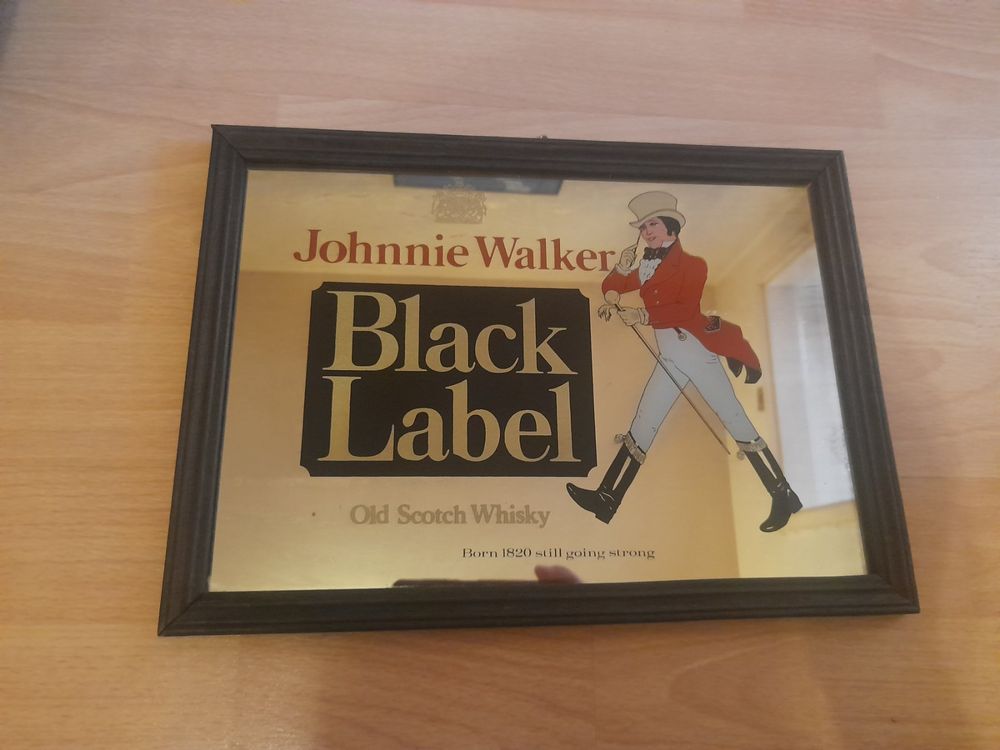 Johnnie Walker
Black
Label
Old Scotch Whisky
Born 1820 still going strong